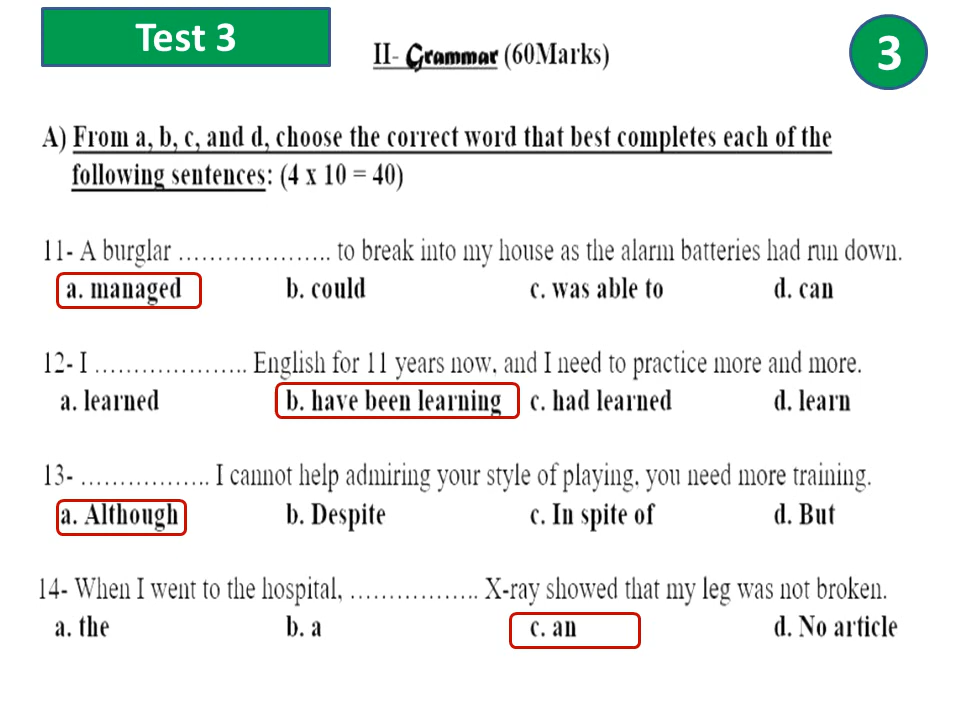 Test 3
II- Grammar (60Marks)
3
A) From a, b, c, and d, choose the correct word that best completes each of the
following sentences: (4 x 10 = 40)
11- A burglar ……………….. to break into my house as the alarm batteries had run down.
a. managed b. could c. was able to d. can
12- I ……………….. English for 11 years now, and I need to practice more and more.
a. learned b. have been learning c. had learned d. learn
13- …………….. I cannot help admiring your style of playing, you need more training.
a. Although b. Despite c. In spite of d. But
14- When I went to the hospital, …………….. X-ray showed that my leg was not broken.
a. the b. a c. an d. No article